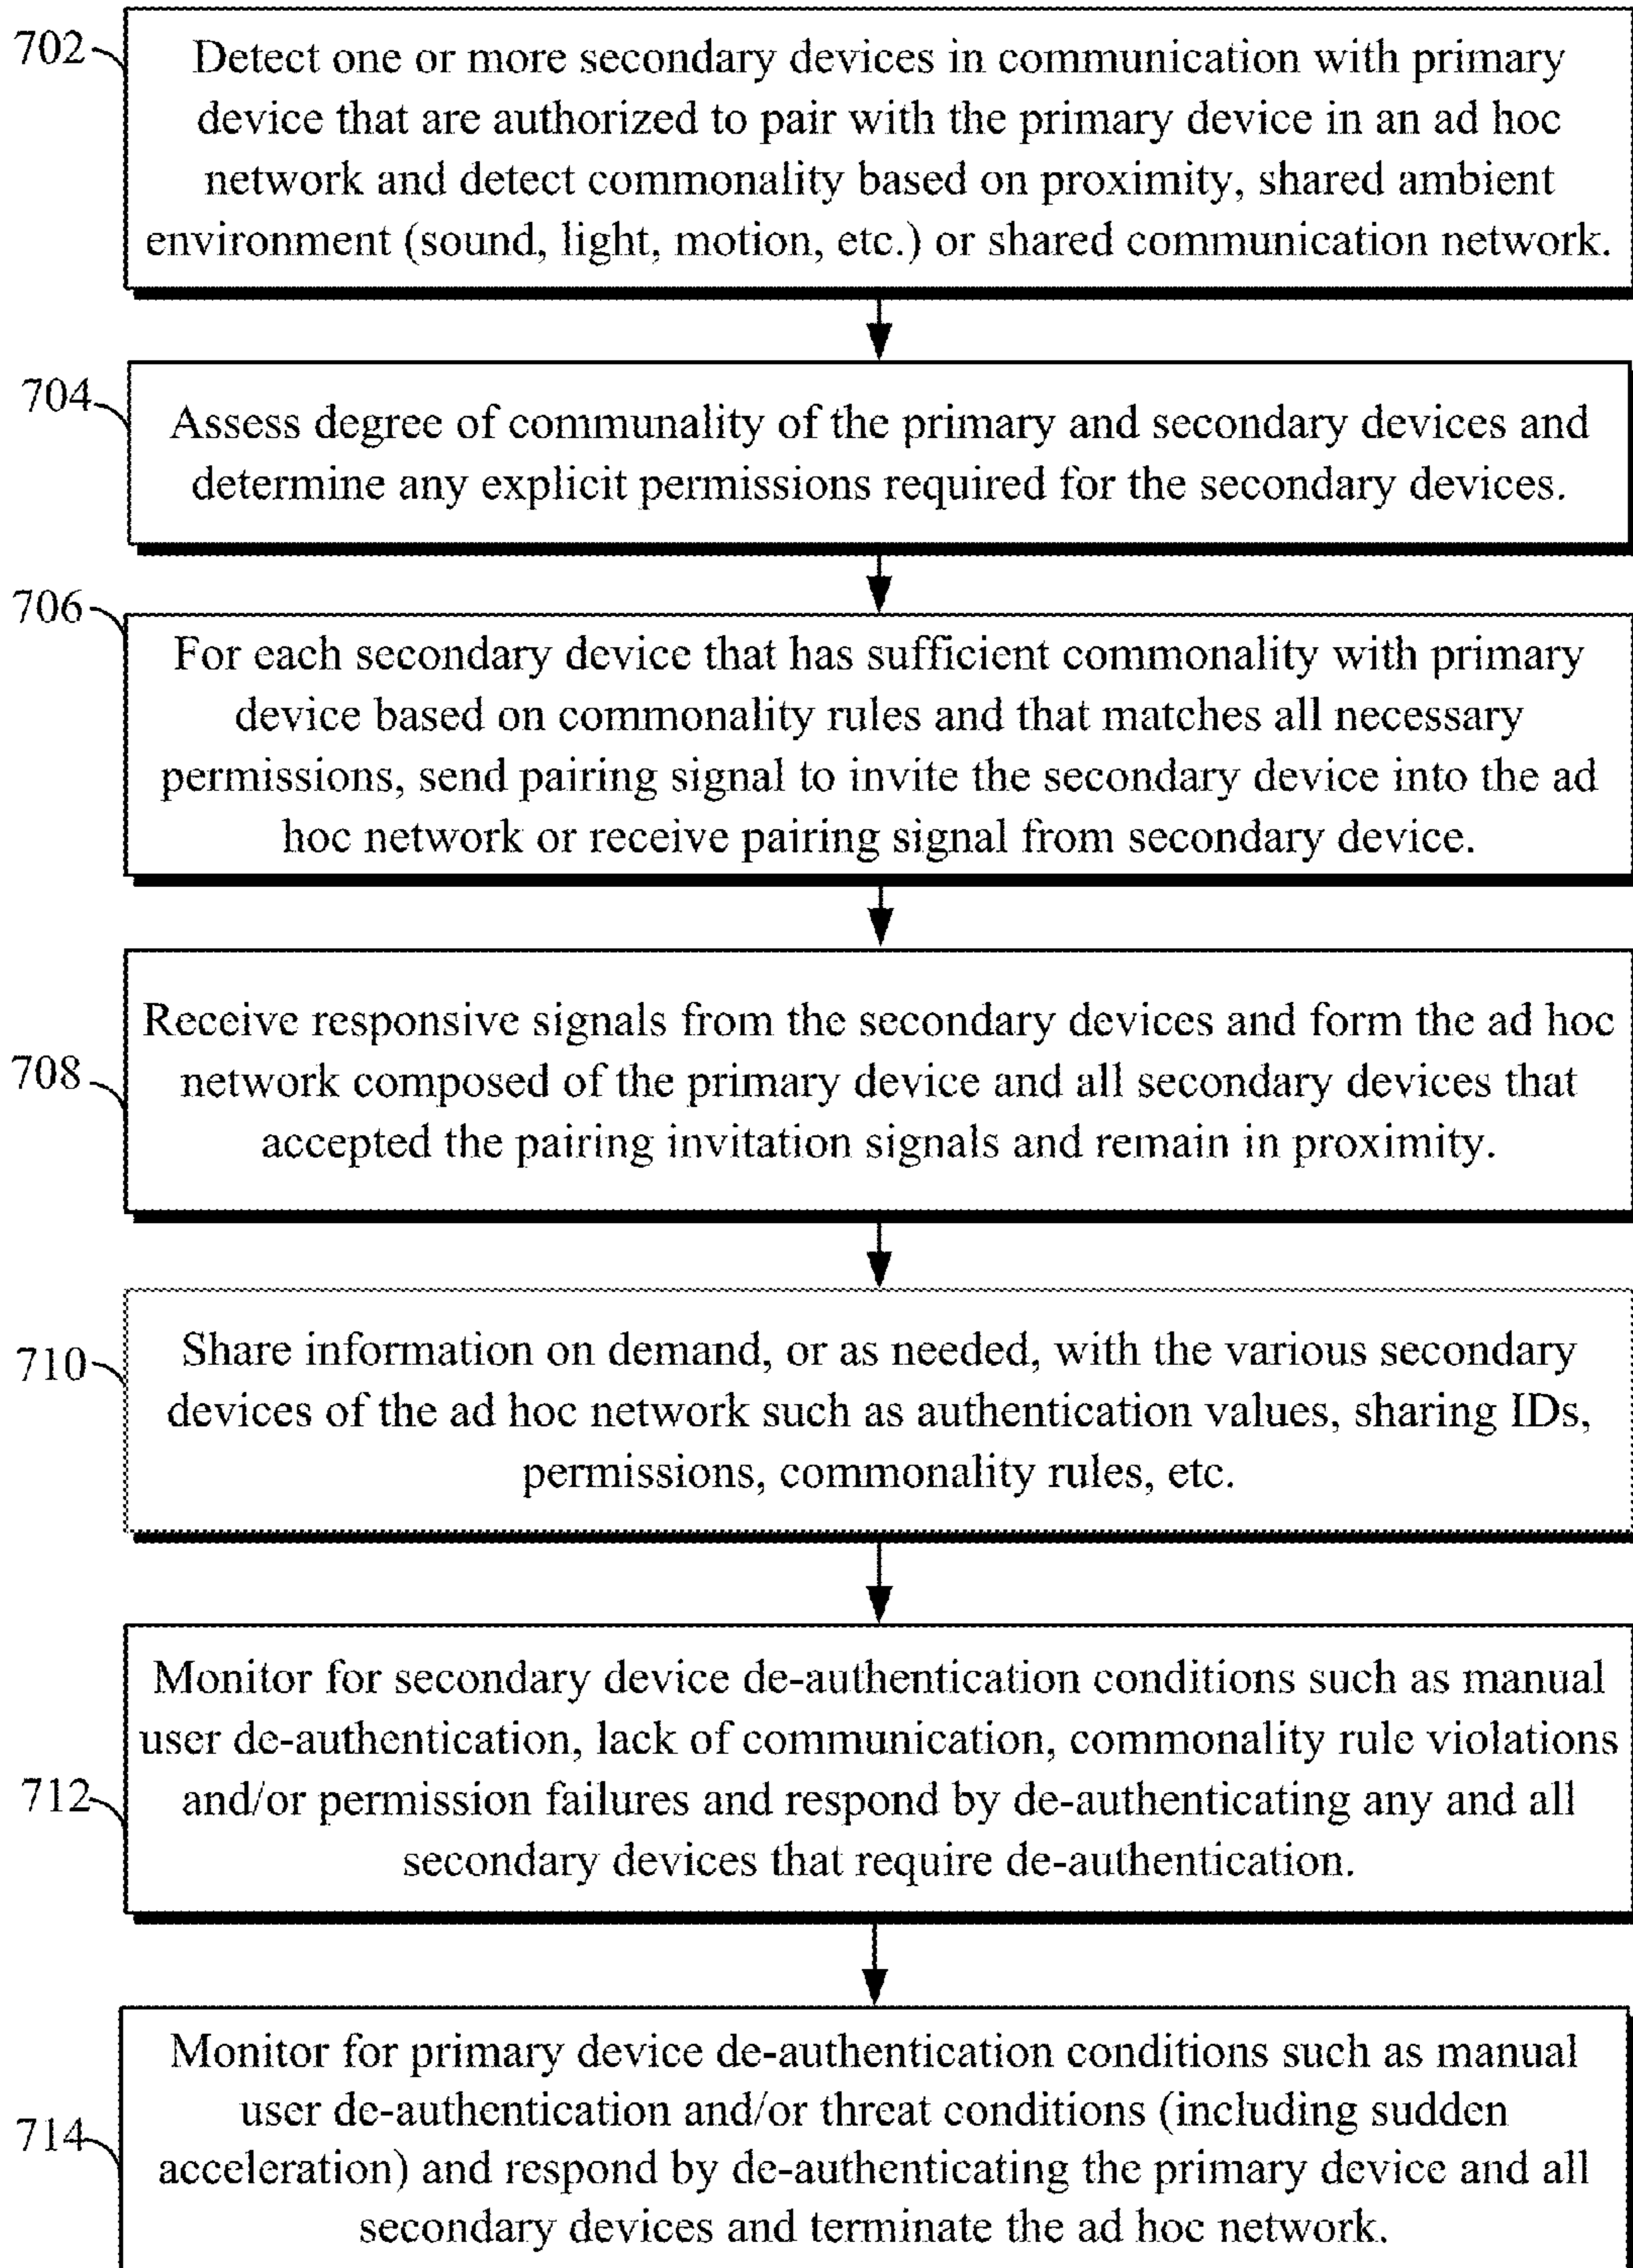 702
Detect one or more secondary devices in communication with primary
device that are authorized to pair with the primary device in an ad hoc
network and detect commonality based on proximity, shared ambient
environment (sound, light, motion, etc.) or shared communication network.
704
Assess degree of communality of the primary and secondary devices and
determine any explicit permissions required for the secondary devices.
706
For each secondary device that has sufficient commonality with primary
device based on commonality rules and that matches all necessary
permissions, send pairing signal to invite the secondary device into the ad
hoc network or receive pairing signal from secondary device.
708
Receive responsive signals from the secondary devices and form the ad hoc
network composed of the primary device and all secondary devices that
accepted the pairing invitation signals and remain in proximity.
710
Share information on demand, or as needed, with the various secondary
devices of the ad hoc network such as authentication values, sharing IDs,
permissions, commonality rules, etc.
712
Monitor for secondary device de-authentication conditions such as manual
user de-authentication, lack of communication, commonality rule violations
and/or permission failures and respond by de-authenticating any and all
secondary devices that require de-authentication.
714
Monitor for primary device de-authentication conditions such as manual
user de-authentication and/or threat conditions (including sudden
acceleration) and respond by de-authenticating the primary device and all
secondary devices and terminate the ad hoc network.